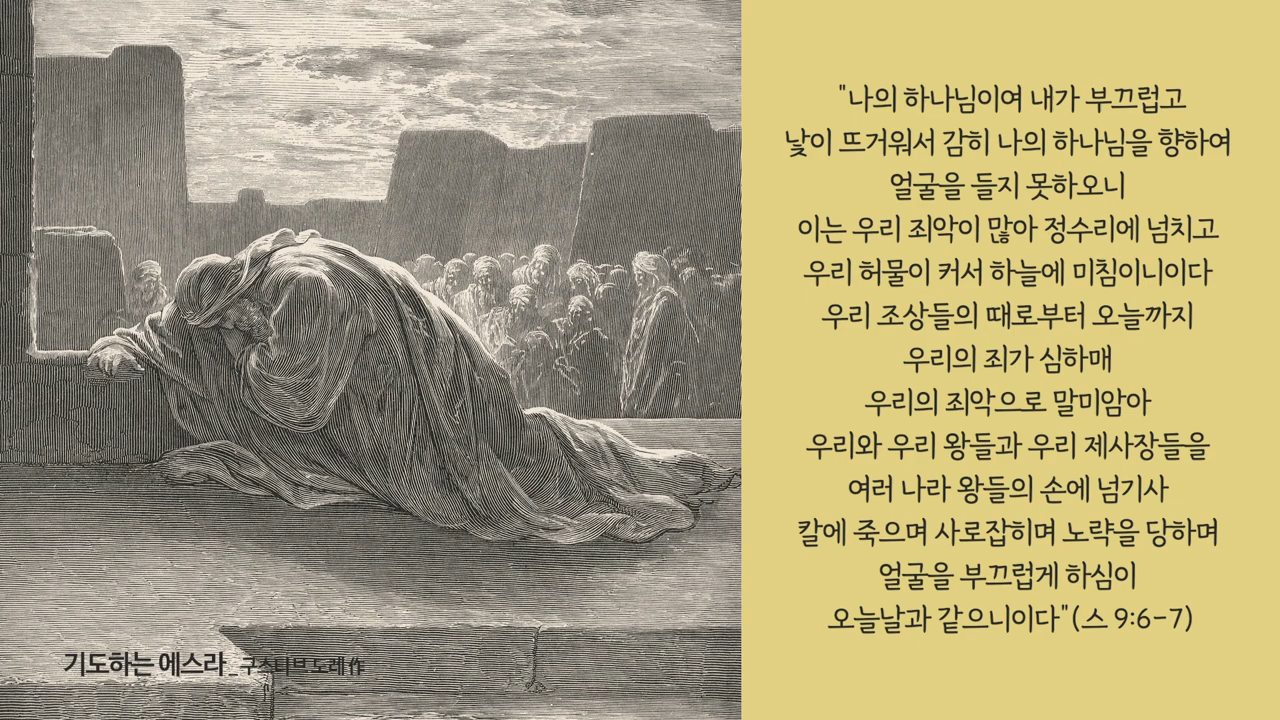 "나의 하나님이여 내가 부끄럽고
낯이 뜨거워서 감히 나의 하나님을 향하여
얼굴을 들지 못하오니
이는 우리 죄악이 많아 정수리에 넘치고
우리 허물이 커서 하늘에 미침이니이다
우리 조상들의 때로부터 오늘까지
우리의 죄가 심하매
우리의 죄악으로 말미암아
우리와 우리 왕들과 우리 제사장들을
여러 나라 왕들의 손에 넘기사
칼에 죽으며 사로잡히며 노략을 당하며
얼굴을 부끄럽게 하심이
오늘날과 같으니이다"(스 9:6-7)
기도하는 에스라_구스타브 도레 作